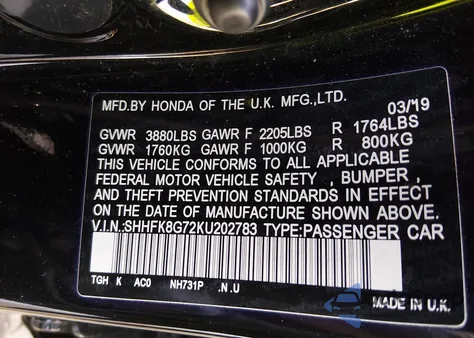 MFD.BY HONDA OF THE U.K. MFG.,LTD. 03/19
GVWR 3880LBS GAWR F 2205LBS R 1764LBS
GVWR 1760KG GAWR F 1000KG R 800KG
THIS VEHICLE CONFORMS TO ALL APPLICABLE
FEDERAL MOTOR VEHICLE SAFETY , BUMPER ,
AND THEFT PREVENTION STANDARDS IN EFFECT
ON THE DATE OF MANUFACTURE SHOWN ABOVE.
V.I.N.:SHHFK8G72KU202783 TYPE:PASSENGER CAR
TGH K AC0 NH731P .N.U
MADE IN U.K.